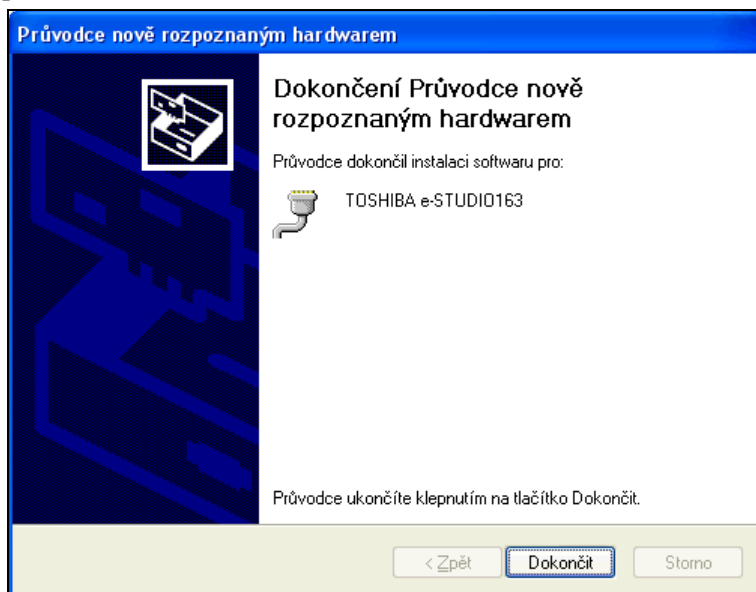 Průvodce nově rozpoznaným hardwarem
Dokončení Průvodce nově
rozpoznaným hardwarem
Průvodce dokončil instalaci softwaru pro:
TOSHIBA e-STUDIO163
Průvodce ukončíte klepnutím na tlačítko Dokončit.
< Zpět
Dokončit
Storno